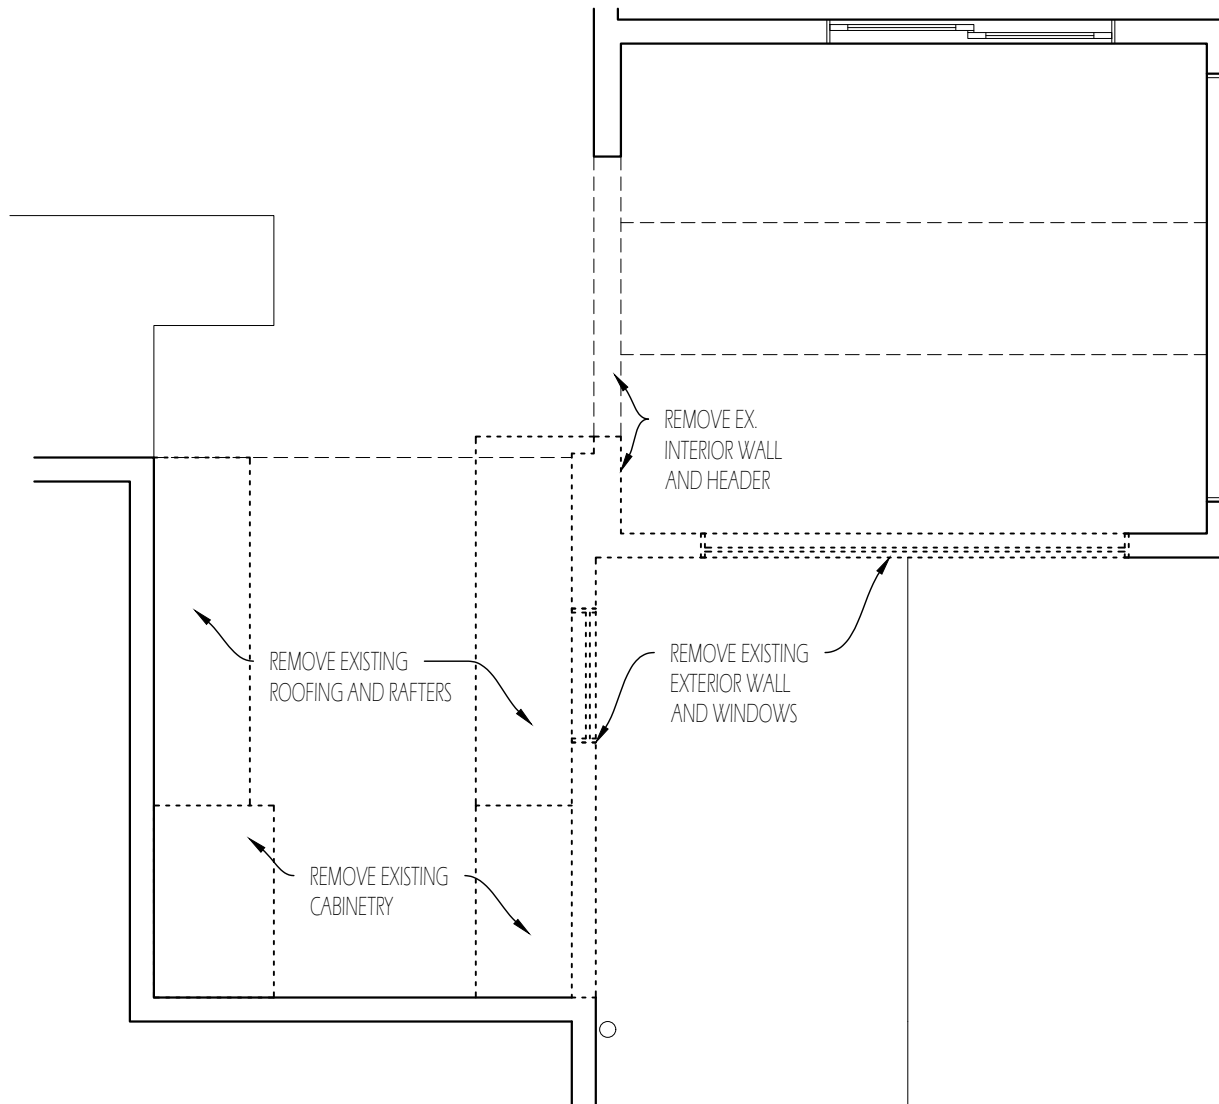 REMOVE EX.
INTERIOR WALL
AND HEADER
REMOVE EXISTING
ROOFING AND RAFTERS
REMOVE EXISTING
EXTERIOR WALL
AND WINDOWS
REMOVE EXISTING
CABINETRY